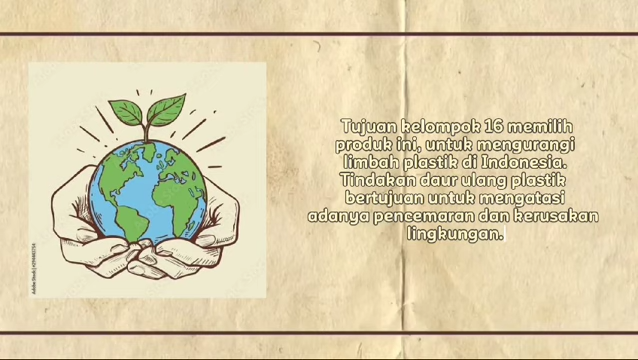 Tujuan kelompok 16 memilih
produk ini, untuk mengurangi
limbah plastik di Indonesia.
Tindakan daur ulang plastik
bertujuan untuk mengatasi
adanya pencemaran dan kerusakan
lingkungan.